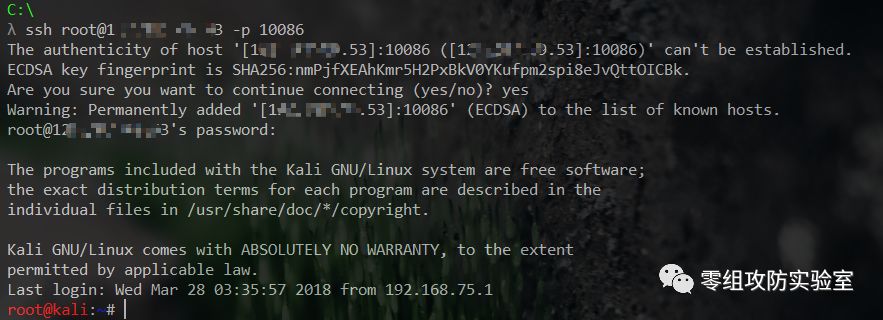 C:\
λ ssh root@1 3 -p 10086
The authenticity of host '[1 .53]:10086 ([12 .53]:10086)' can't be established.
ECDSA key fingerprint is SHA256:nmPjfXEAhKmr5H2PxBkV0YKufpm2spi8eJvQttOICBk.
Are you sure you want to continue connecting (yes/no)? yes
Warning: Permanently added '[1 .53]:10086' (ECDSA) to the list of known hosts.
root@12 3's password:
The programs included with the Kali GNU/Linux system are free software;
the exact distribution terms for each program are described in the
individual files in /usr/share/doc/*/copyright.
Kali GNU/Linux comes with ABSOLUTELY NO WARRANTY, to the extent
permitted by applicable law.
Last login: Wed Mar 28 03:35:57 2018 from 192.168.75.1
root@kali:~#
零组攻防实验室